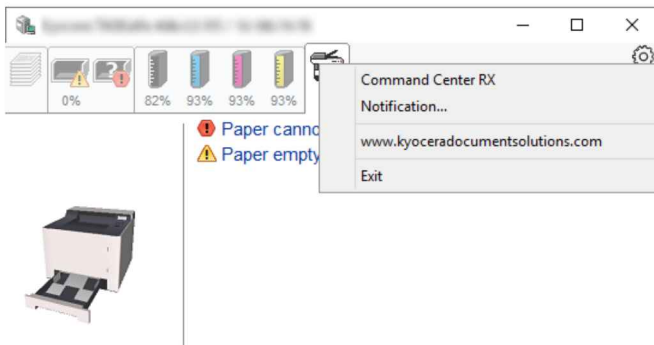 0%
82%
93%
93%
93%
Command Center RX
Notification...
www.kyoceradocumentsolutions.com
Exit
Paper canno
Paper empty